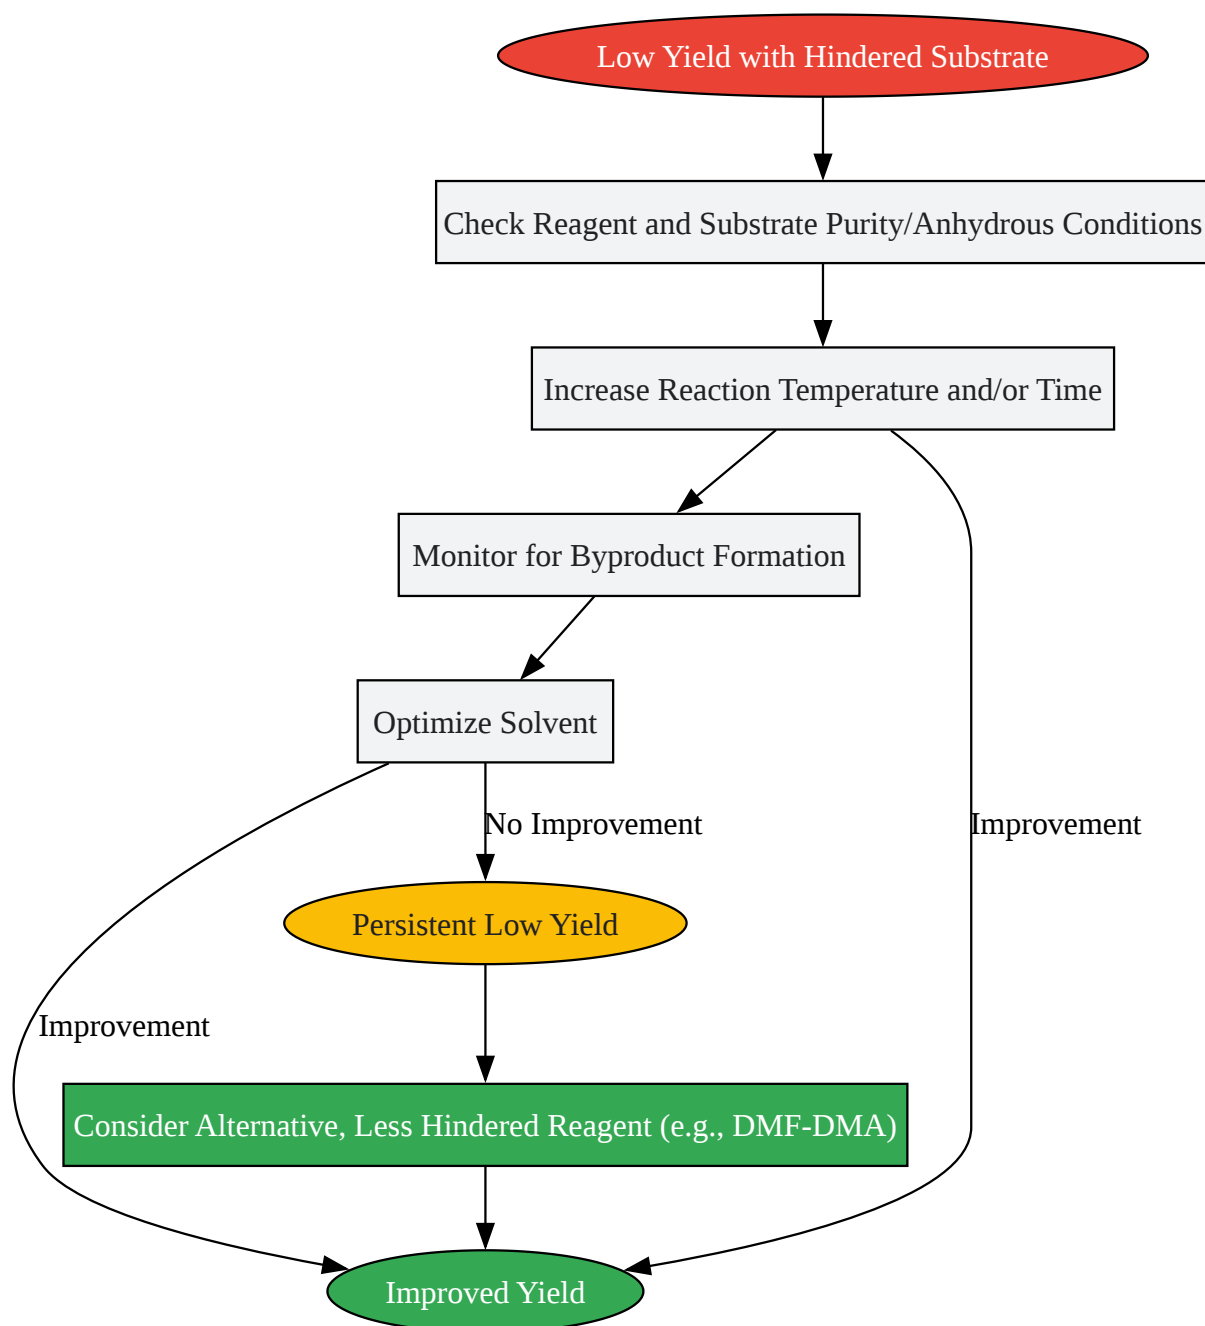 Low Yield with Hindered Substrate
Check Reagent and Substrate Purity/Anhydrous Conditions
Increase Reaction Temperature and/or Time
Monitor for Byproduct Formation
Optimize Solvent
No Improvement
Improvement
Persistent Low Yield
Improvement
Consider Alternative, Less Hindered Reagent (e.g., DMF-DMA)
Improved Yield